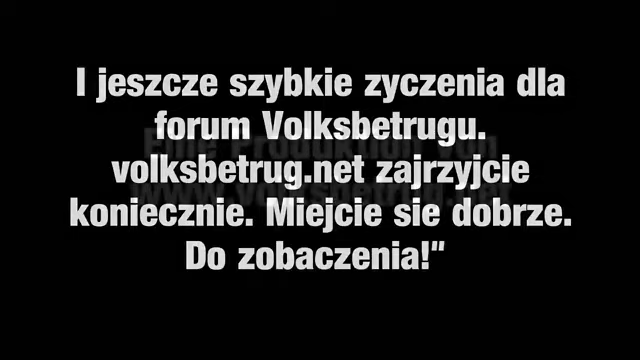 I jeszcze szybkie zyczenia dla
forum Volksbetrugu.
volksbetrug.net zajrzyjcie
koniecznie. Miejcie sie dobrze.
Do zobaczenia!”